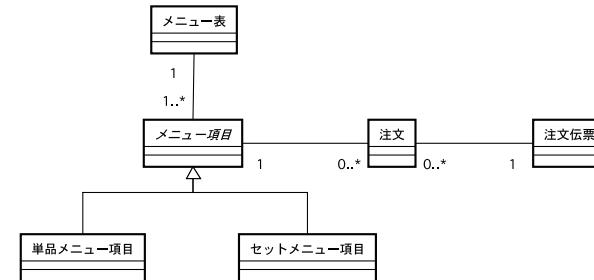 メニュー表
1
1..*
メニュー項目
注文
注文伝票
1
0..*
0..*
1
単品メニュー項目
セットメニュー項目